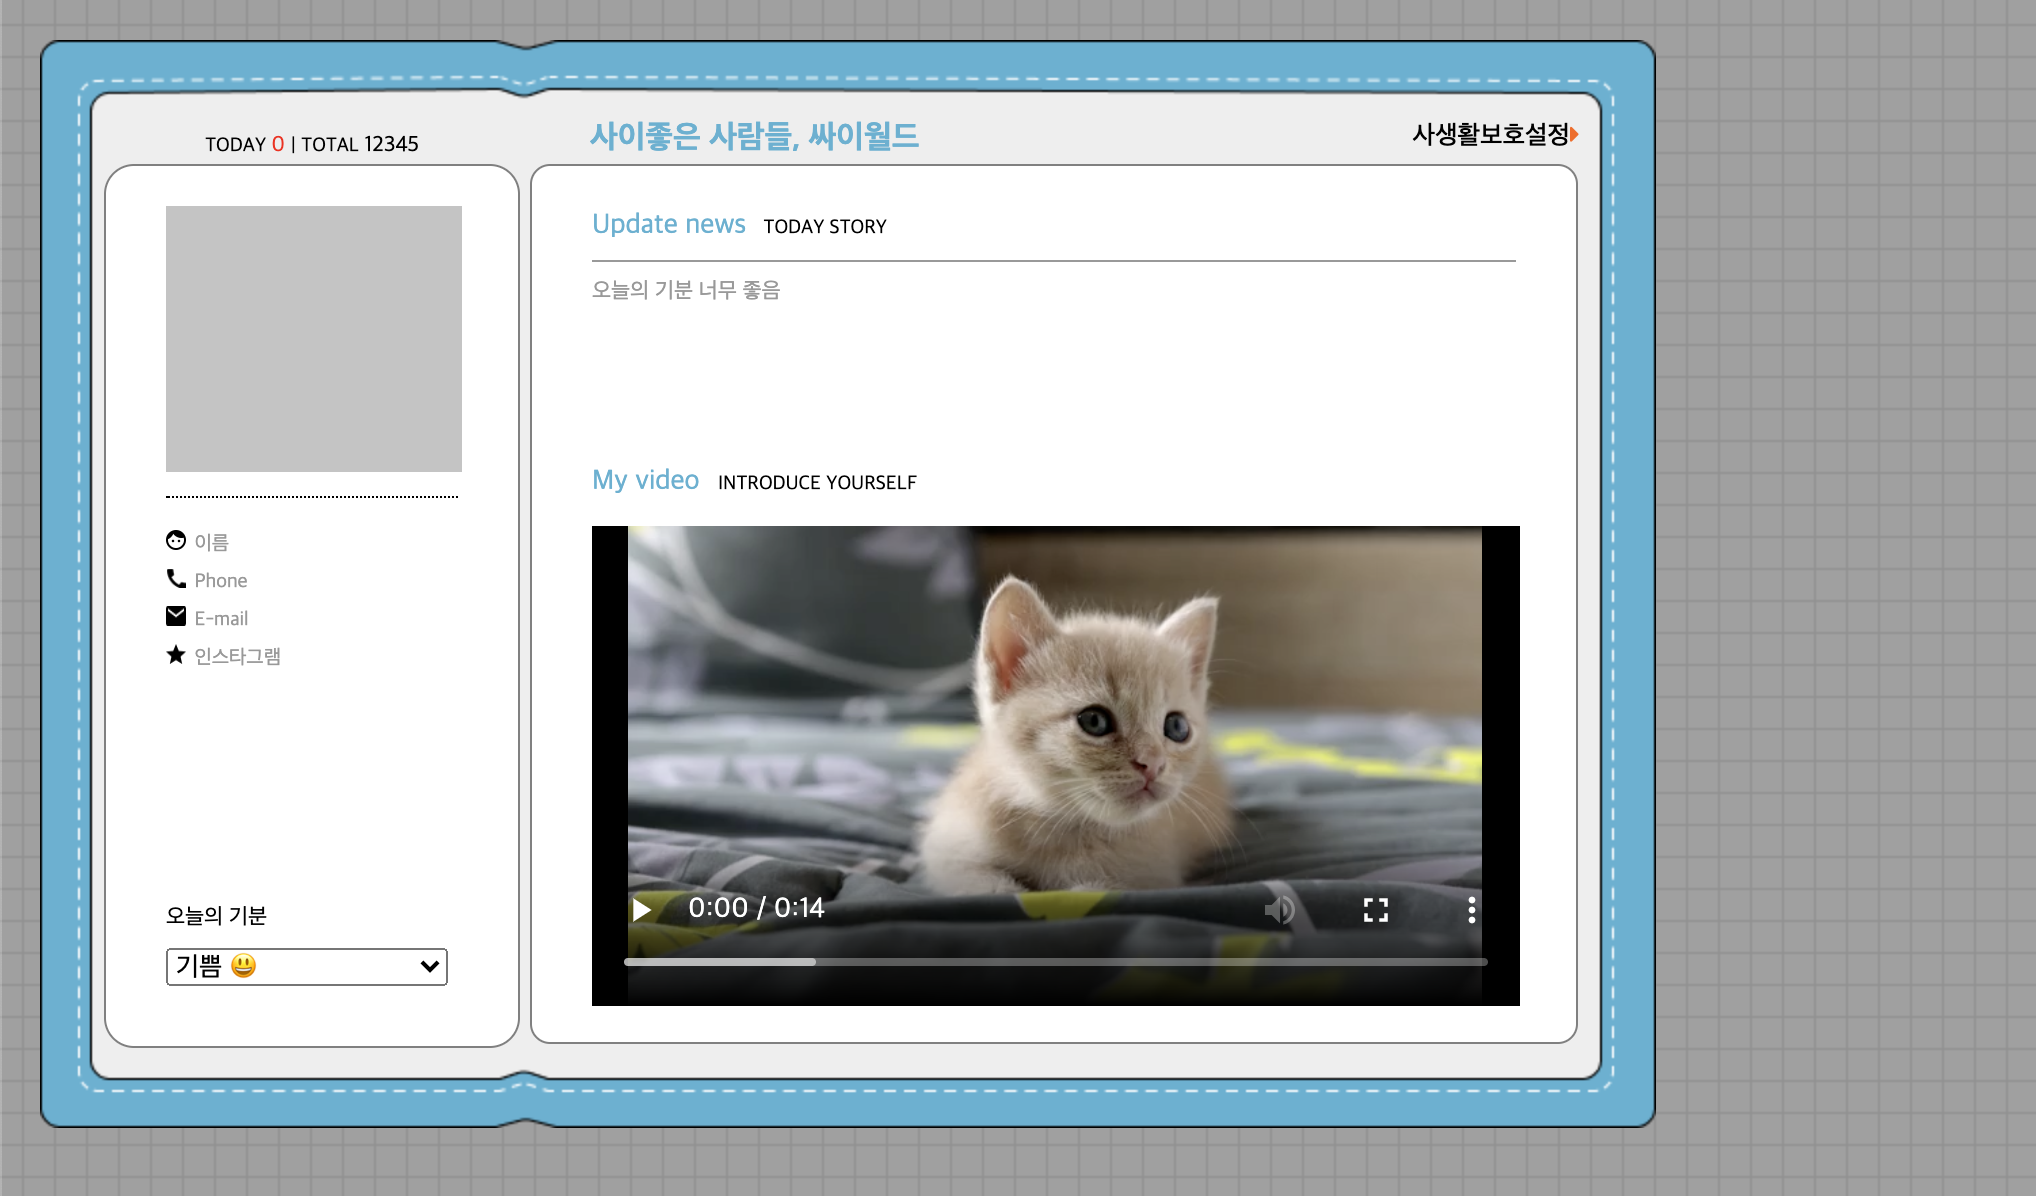 TODAY 0 | TOTAL 12345
사이좋은 사람들, 싸이월드
사생활보호설정
이름
Phone
E-mail
인스타그램
오늘의 기분
기쁨 😃
Update news TODAY STORY
오늘의 기분 너무 좋음
My video INTRODUCE YOURSELF
0:00 / 0:14